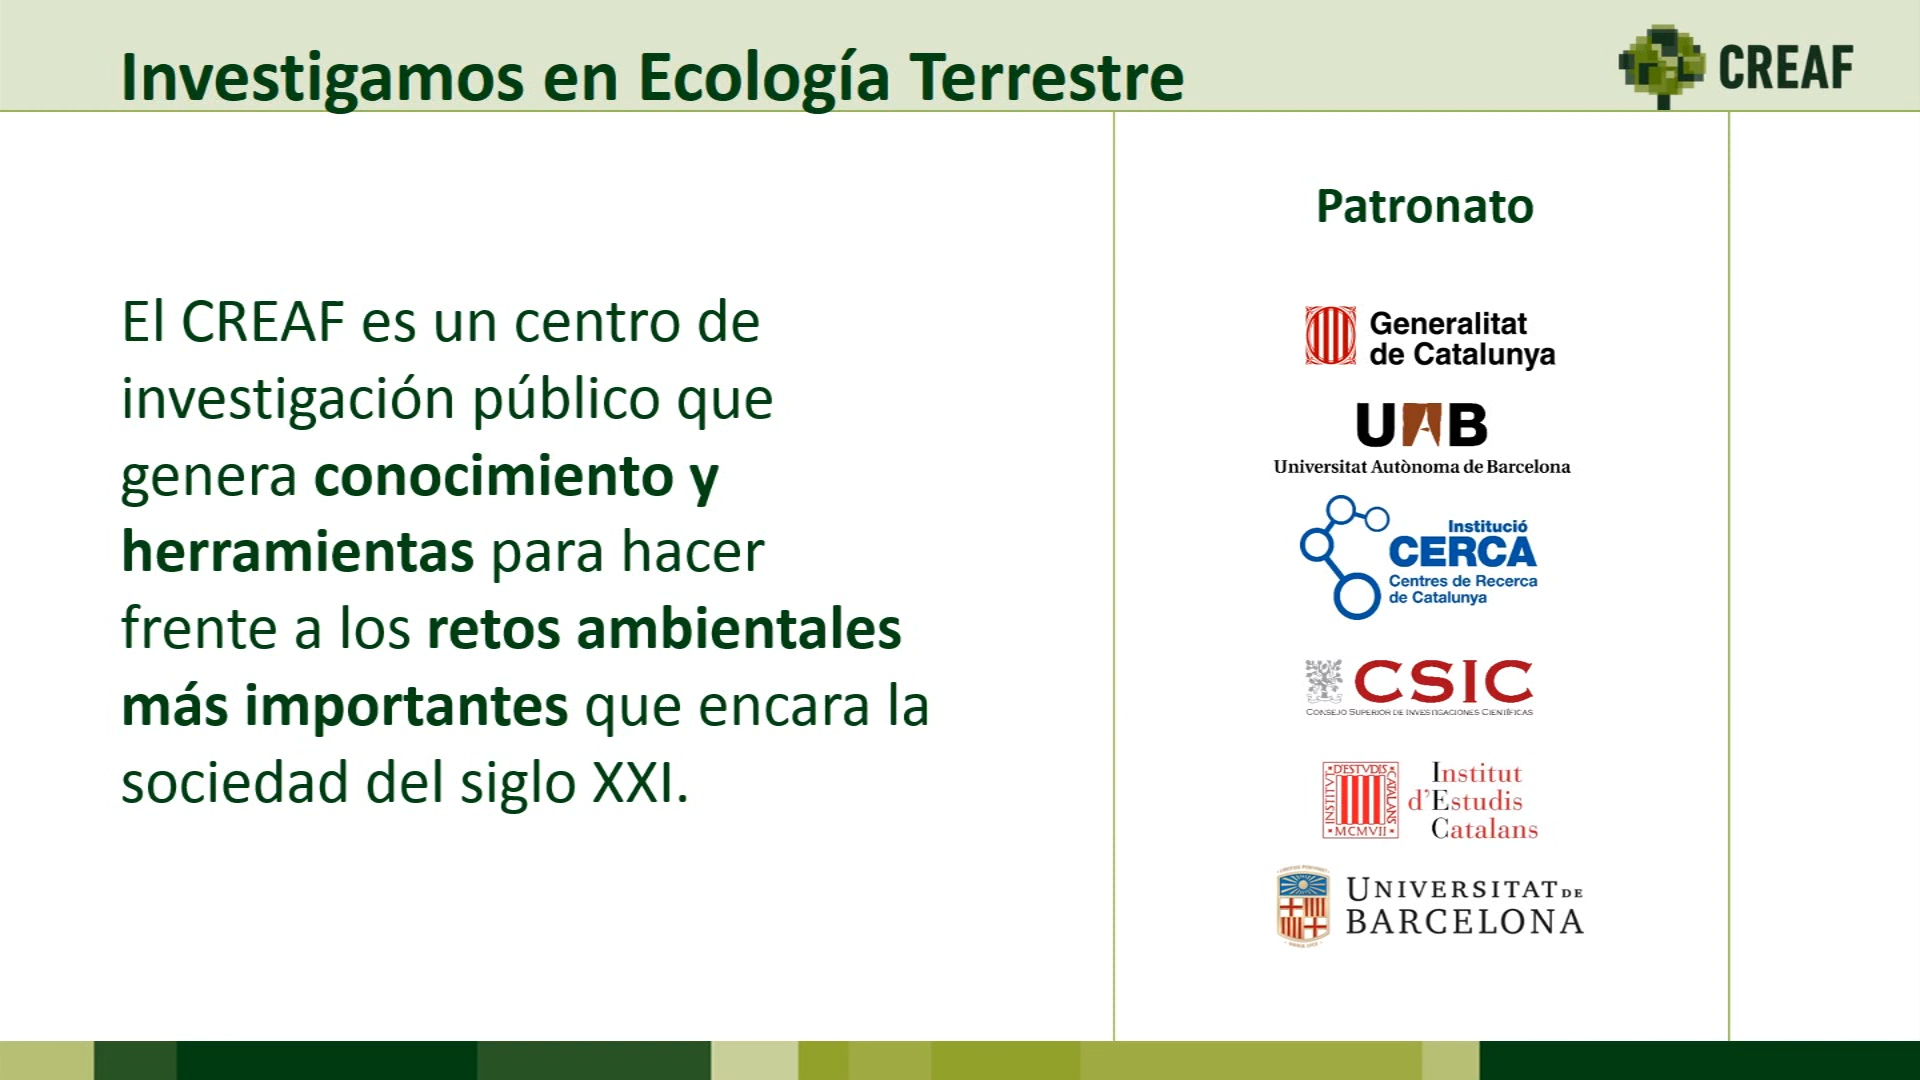 Investigamos en Ecología Terrestre
CREAF
El CREAF es un centro de
investigación público que
genera conocimiento y
herramientas para hacer
frente a los retos ambientales
más importantes que encara la
sociedad del siglo XXI.
Patronato
Generalitat
de Catalunya
UAB
Universitat Autònoma de Barcelona
Institució
CERCA
Centres de Recerca
de Catalunya
CSIC
CONSEJO SUPERIOR DE INVESTIGACIONES CIENTÍFICAS
INSTITVT D'ESTVDIS CATALANS
MCMVII
Institut
d'Estudis
Catalans
UNIVERSITAT DE
BARCELONA